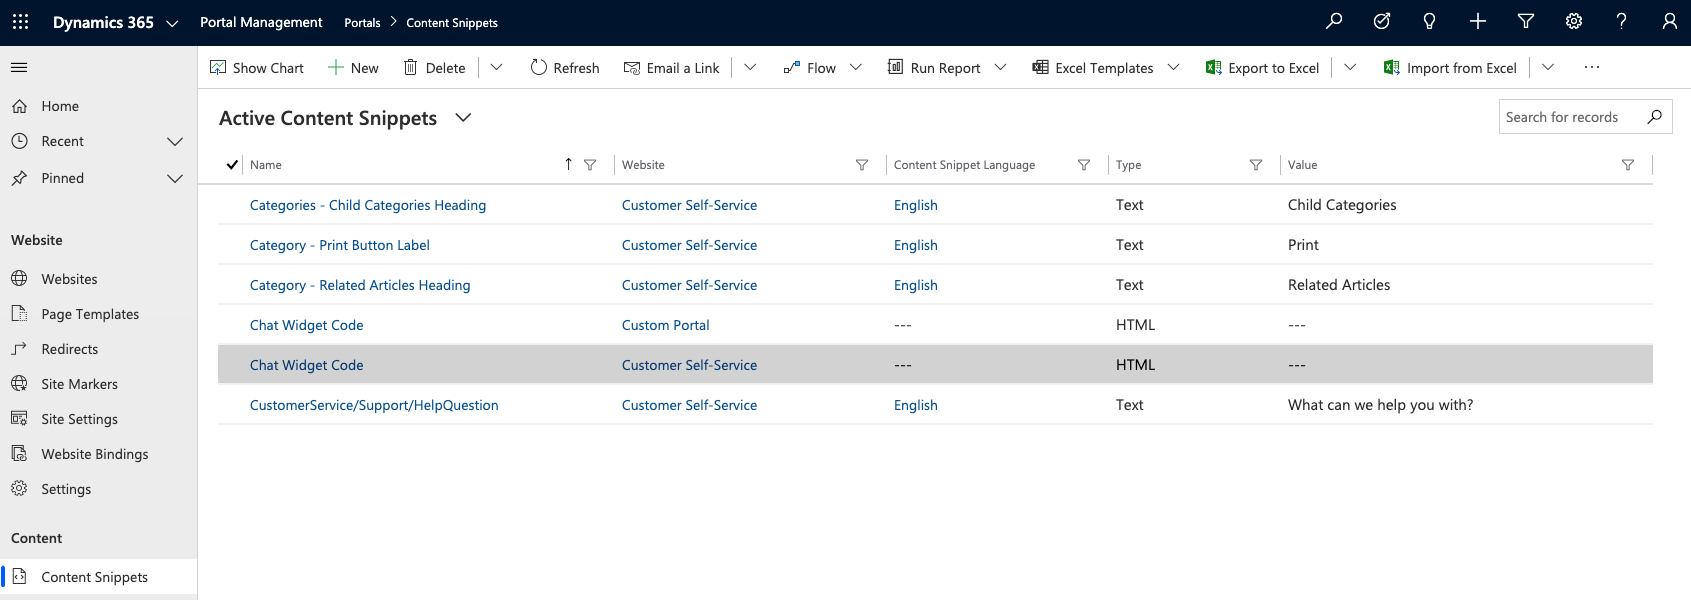 Dynamics 365 Portal Management Portals > Content Snippets
Show Chart New Delete Refresh Email a Link Flow Run Report Excel Templates Export to Excel Import from Excel ...
Home
Recent
Pinned
Website
Websites
Page Templates
Redirects
Site Markers
Site Settings
Website Bindings
Settings
Content
Content Snippets
Active Content Snippets
Search for records
Name Website Content Snippet Language Type Value
Categories - Child Categories Heading Customer Self-Service English Text Child Categories
Category - Print Button Label Customer Self-Service English Text Print
Category - Related Articles Heading Customer Self-Service English Text Related Articles
Chat Widget Code Custom Portal --- HTML ---
Chat Widget Code Customer Self-Service --- HTML ---
CustomerService/Support/HelpQuestion Customer Self-Service English Text What can we help you with?